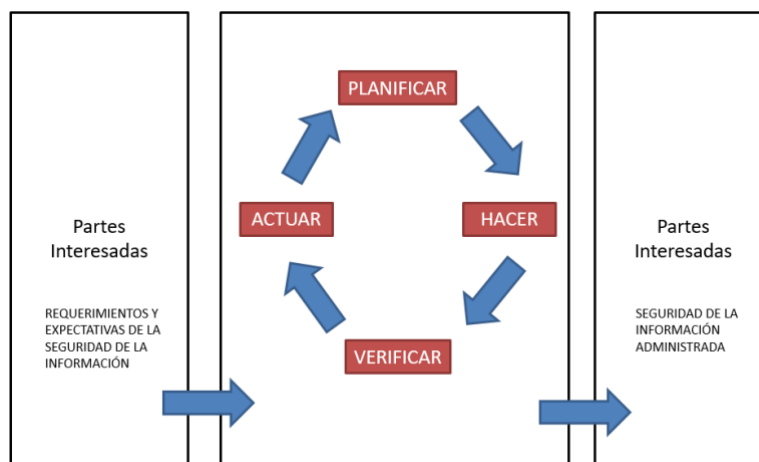 Partes
Interesadas
REQUERIMIENTOS Y
EXPECTATIVAS DE LA
SEGURIDAD DE LA
INFORMACIÓN
PLANIFICAR
ACTUAR
HACER
VERIFICAR
Partes
Interesadas
SEGURIDAD DE LA
INFORMACIÓN
ADMINISTRADA